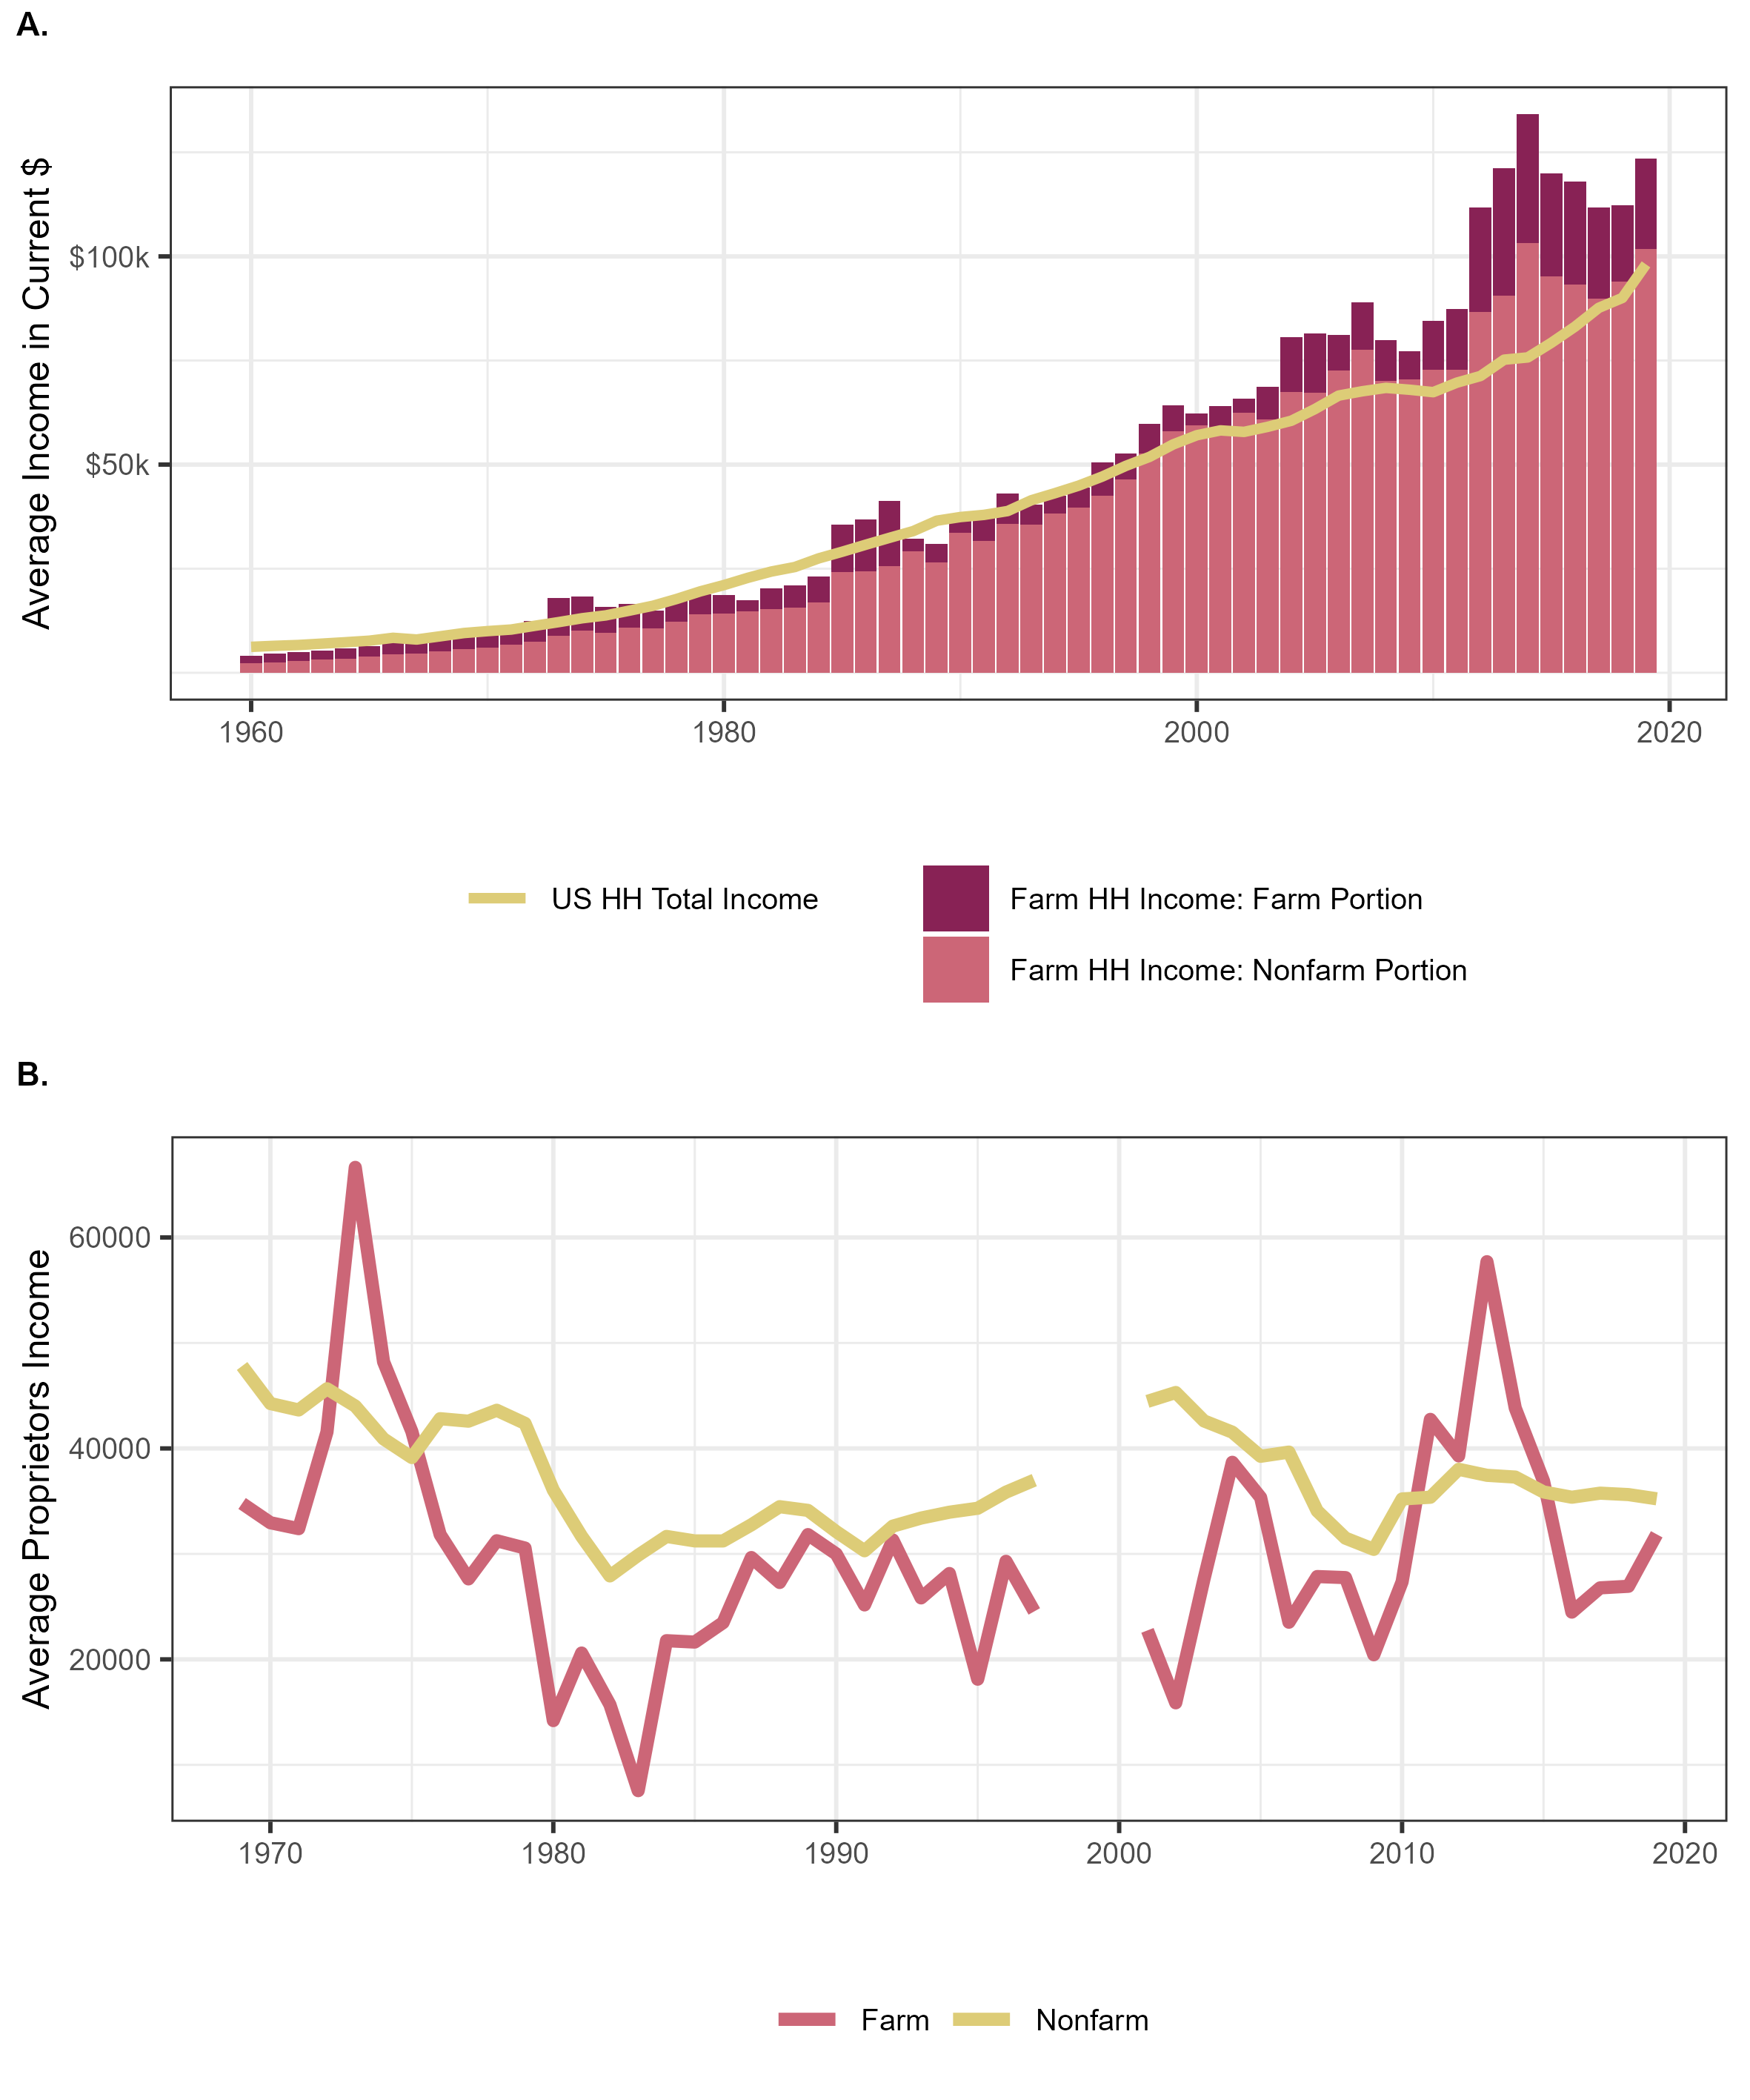 A.
Average Income in Current $
$100k
$50k
1960 1980 2000 2020
US HH Total Income
Farm HH Income: Farm Portion
Farm HH Income: Nonfarm Portion
B.
Average Proprietors Income
60000
40000
20000
1970 1980 1990 2000 2010 2020
Farm Nonfarm